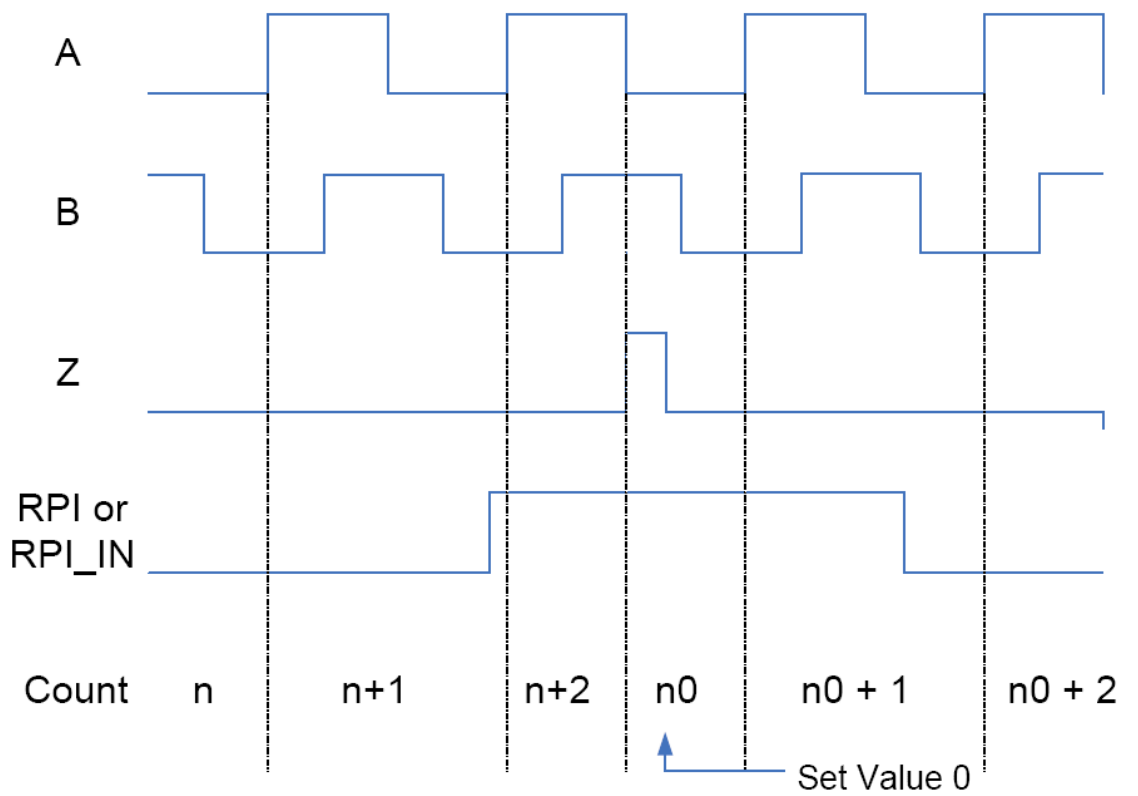 A
B
Z
RPI or
RPI_IN
Count n n+1 n+2 n0 n0 + 1 n0 + 2
Set Value 0